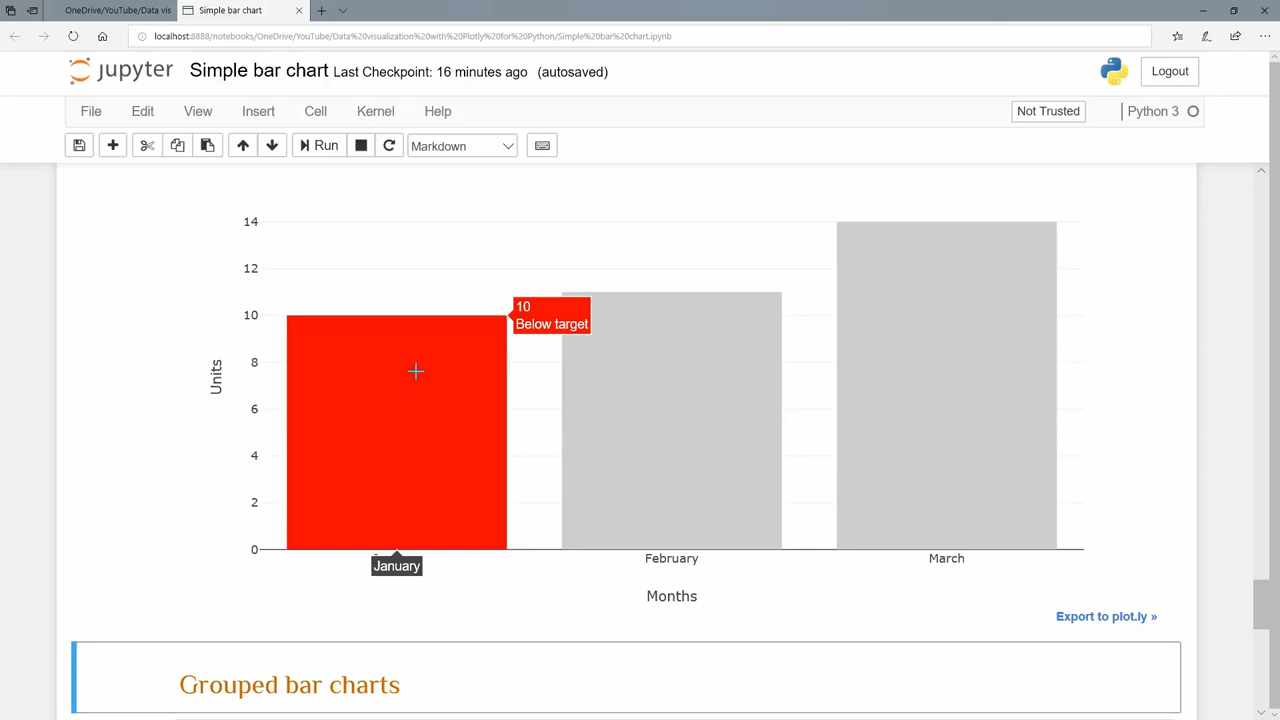 OneDrive/YouTube/Data vis
Simple bar chart
localhost:8888/notebooks/OneDrive/YouTube/Data%20visualization%20with%20Plotly%20for%20Python/Simple%20bar%20chart.ipynb
jupyter Simple bar chart Last Checkpoint: 16 minutes ago (autosaved)
Logout
File Edit View Insert Cell Kernel Help
Not Trusted
Python 3
Run
Markdown
14
12
10
8
6
4
2
0
Units
10
Below target
January
February
March
Months
Export to plot.ly »
Grouped bar charts